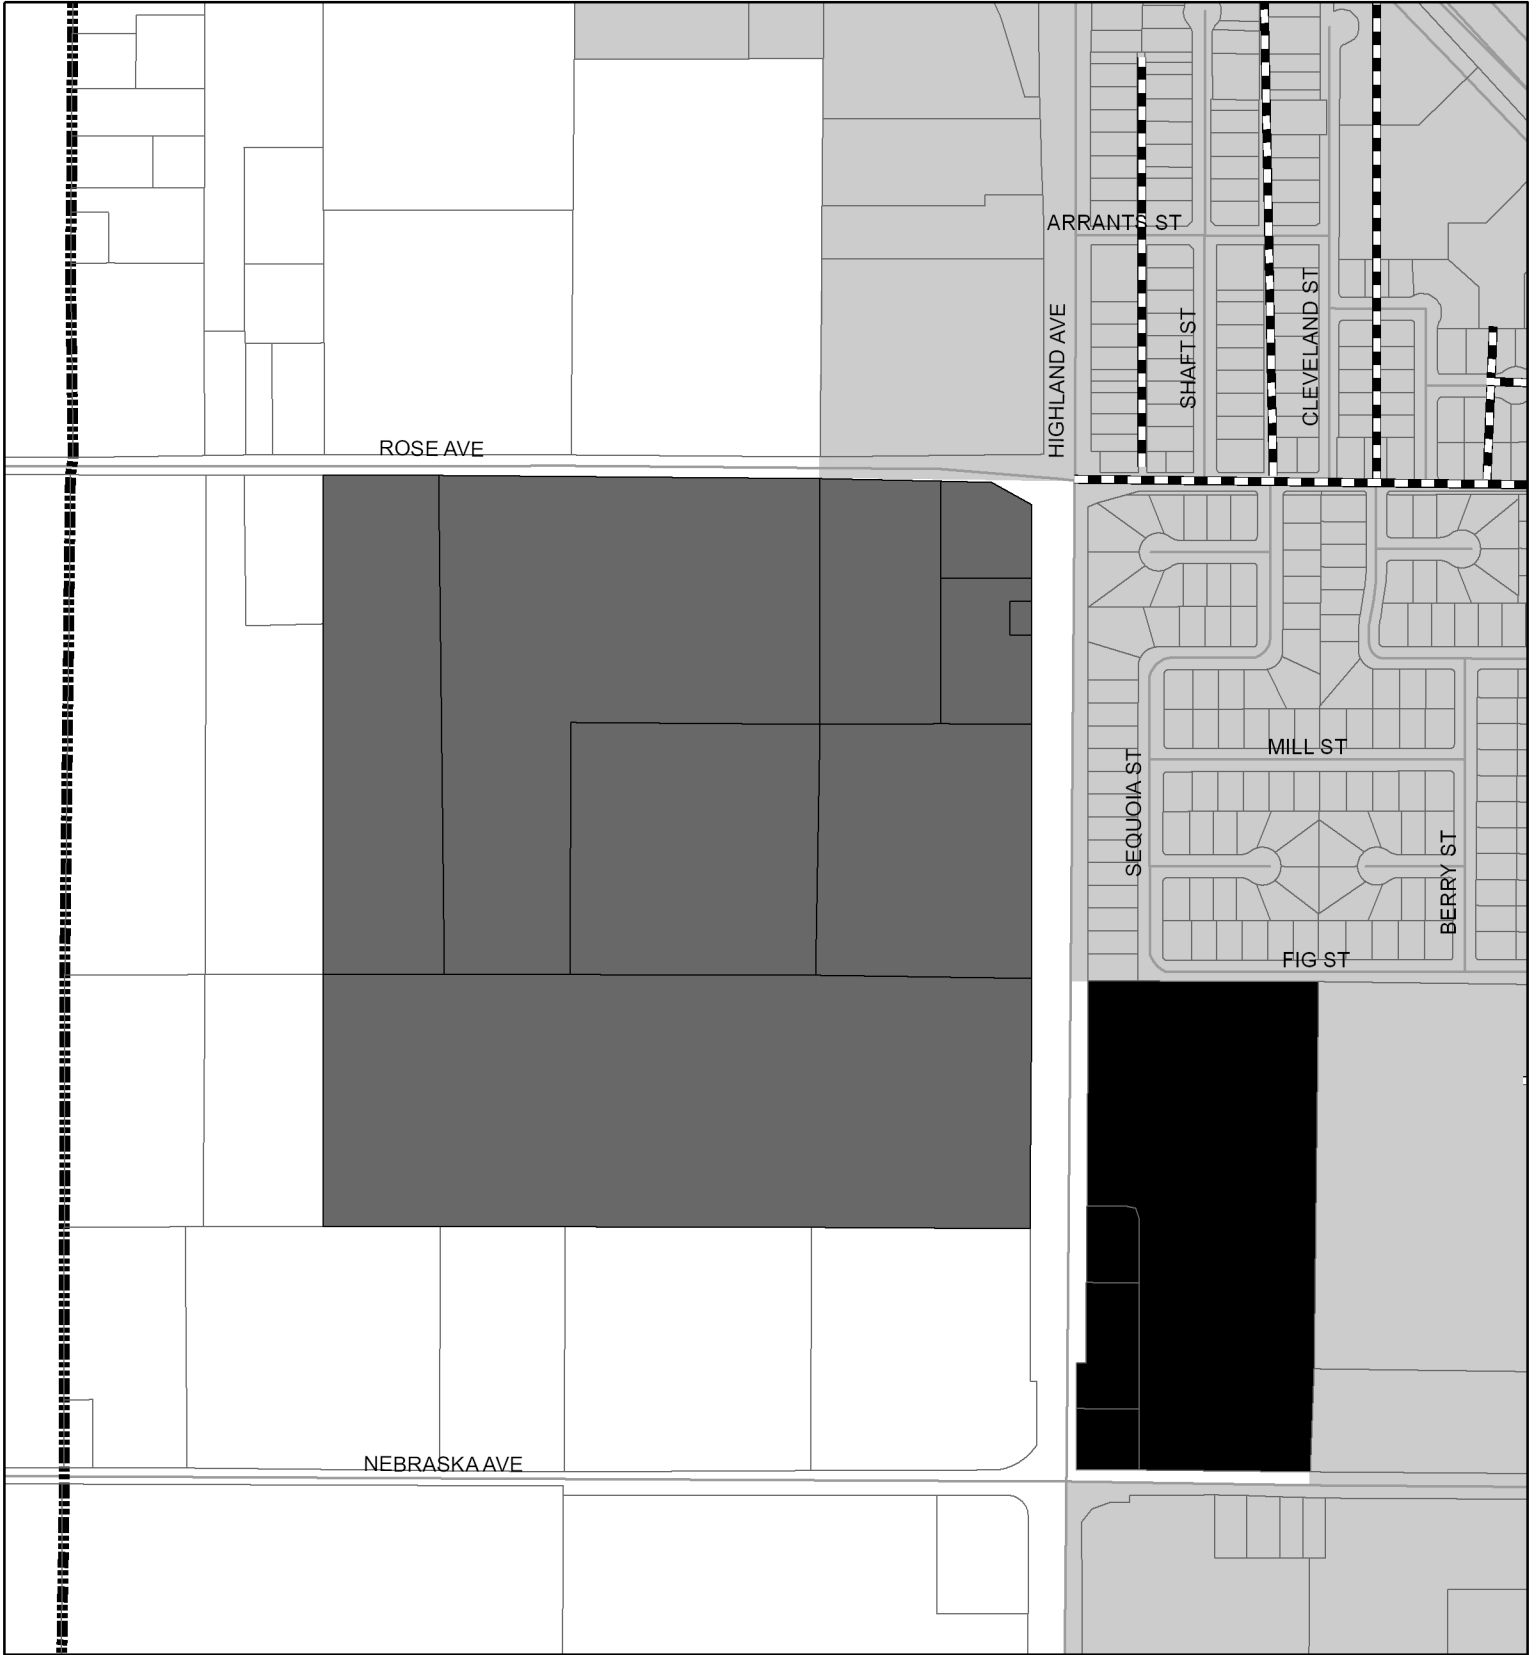 ARRANTS ST
HIGHLAND AVE
SHAFT ST
CLEVELAND ST
ROSE AVE
MILL ST
SEQUOIA ST
BERRY ST
FIG ST
NEBRASKA AVE